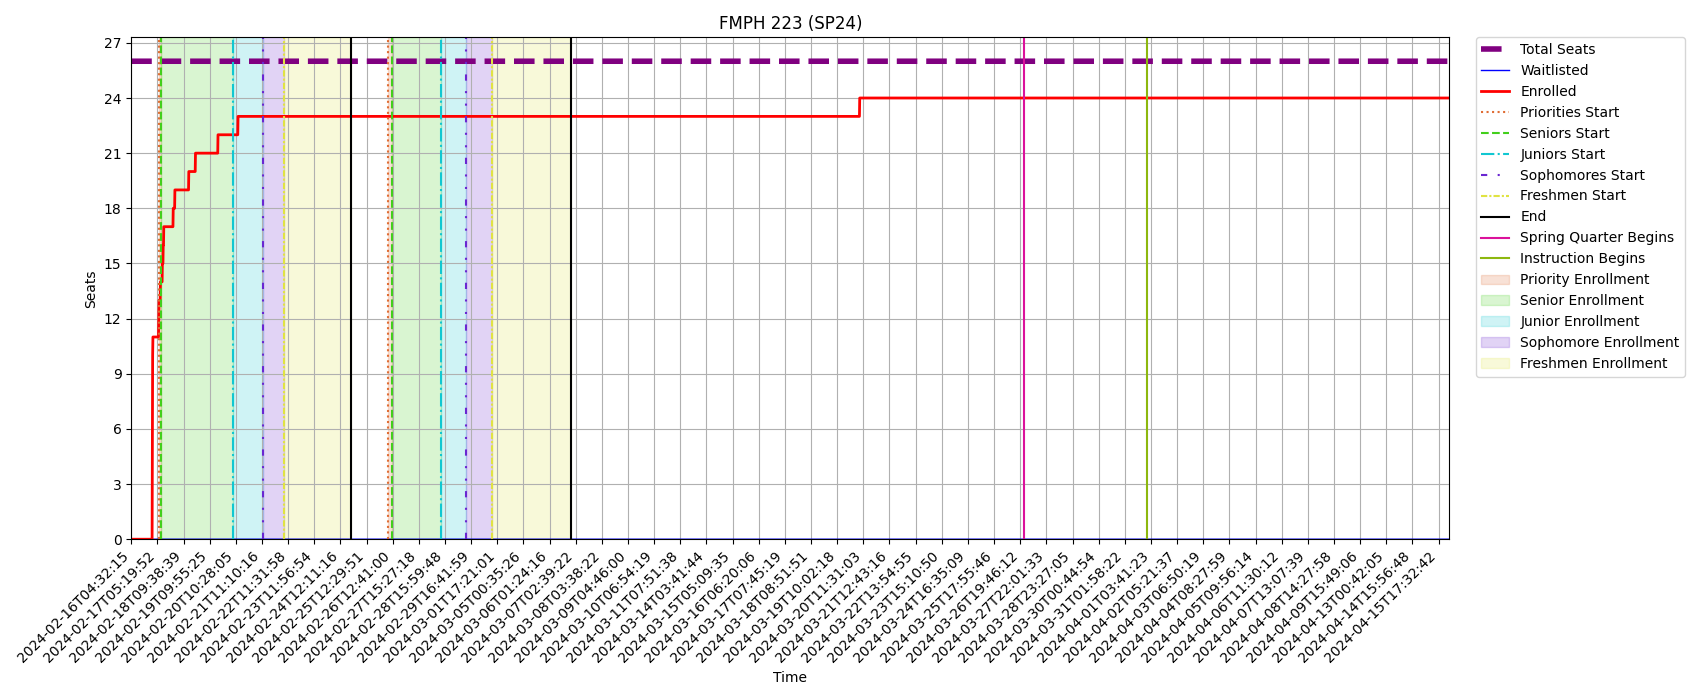 FMPH 223 (SP24)
27
24
21
18
15
12
9
6
3
0
Seats
2024-02-16T04:32:15
2024-02-17T05:19:52
2024-02-18T09:38:39
2024-02-19T09:55:25
2024-02-20T10:28:05
2024-02-21T11:10:16
2024-02-22T11:31:58
2024-02-23T11:56:54
2024-02-24T12:11:16
2024-02-25T12:29:51
2024-02-26T12:41:00
2024-02-27T15:27:18
2024-02-28T15:59:48
2024-02-29T16:41:59
2024-03-01T17:21:01
2024-03-05T00:35:26
2024-03-06T01:24:16
2024-03-07T02:39:22
2024-03-08T03:38:22
2024-03-09T04:46:00
2024-03-10T06:54:19
2024-03-11T07:51:38
2024-03-14T03:41:44
2024-03-15T05:09:35
2024-03-16T06:20:06
2024-03-17T07:45:19
2024-03-18T08:51:51
2024-03-19T10:02:18
2024-03-20T11:31:03
2024-03-21T12:43:16
2024-03-22T13:54:55
2024-03-23T15:10:50
2024-03-24T16:35:09
2024-03-25T17:55:46
2024-03-26T19:46:12
2024-03-27T22:01:33
2024-03-28T23:27:05
2024-03-30T00:44:54
2024-03-31T01:58:22
2024-04-01T03:41:23
2024-04-02T05:21:37
2024-04-03T06:50:19
2024-04-04T08:27:59
2024-04-05T09:56:14
2024-04-06T11:30:12
2024-04-07T13:07:39
2024-04-08T14:27:58
2024-04-09T15:49:06
2024-04-13T00:42:05
2024-04-14T15:56:48
2024-04-15T17:32:42
Time
Total Seats
Waitlisted
Enrolled
Priorities Start
Seniors Start
Juniors Start
Sophomores Start
Freshmen Start
End
Spring Quarter Begins
Instruction Begins
Priority Enrollment
Senior Enrollment
Junior Enrollment
Sophomore Enrollment
Freshmen Enrollment